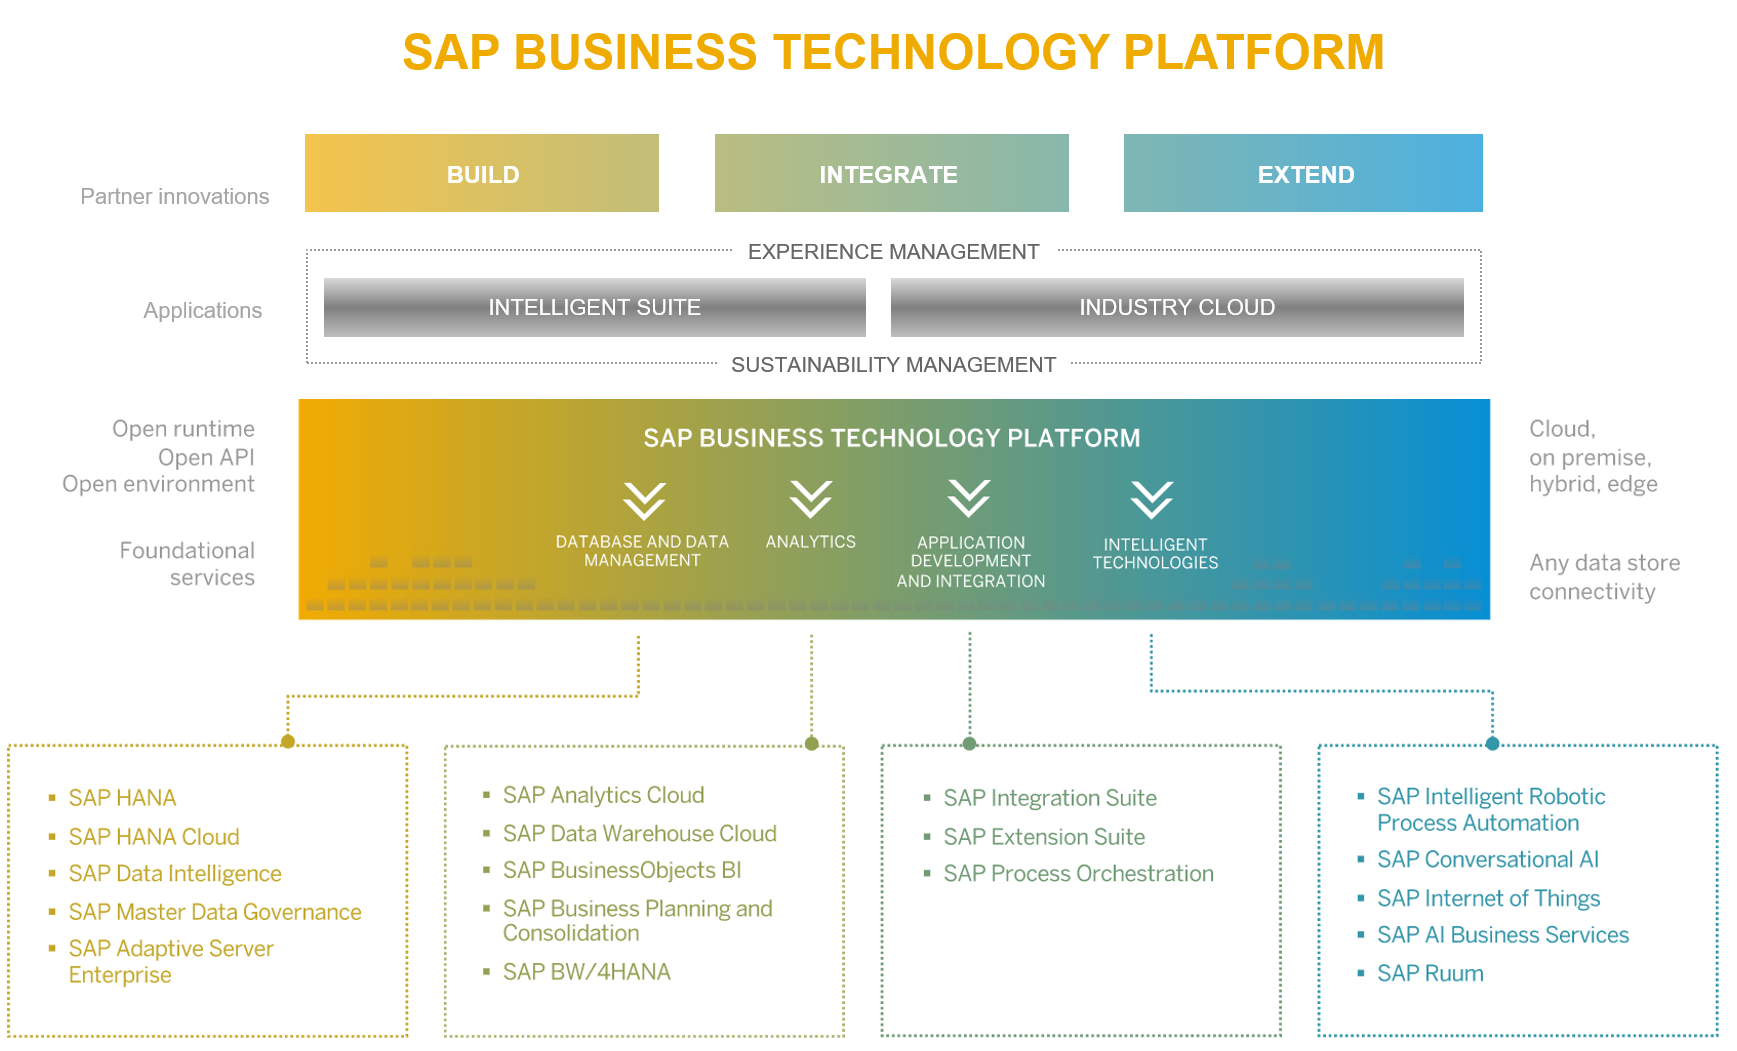 SAP BUSINESS TECHNOLOGY PLATFORM
Partner innovations
BUILD
INTEGRATE
EXTEND
EXPERIENCE MANAGEMENT
Applications
INTELLIGENT SUITE
INDUSTRY CLOUD
SUSTAINABILITY MANAGEMENT
Open runtime
Open API
Open environment
Foundational
services
SAP BUSINESS TECHNOLOGY PLATFORM
DATABASE AND DATA
MANAGEMENT
ANALYTICS
APPLICATION
DEVELOPMENT
AND INTEGRATION
INTELLIGENT
TECHNOLOGIES
Cloud,
on premise,
hybrid, edge
Any data store
connectivity
▪ SAP HANA
▪ SAP HANA Cloud
▪ SAP Data Intelligence
▪ SAP Master Data Governance
▪ SAP Adaptive Server
Enterprise
▪ SAP Analytics Cloud
▪ SAP Data Warehouse Cloud
▪ SAP BusinessObjects BI
▪ SAP Business Planning and
Consolidation
▪ SAP BW/4HANA
▪ SAP Integration Suite
▪ SAP Extension Suite
▪ SAP Process Orchestration
▪ SAP Intelligent Robotic
Process Automation
▪ SAP Conversational AI
▪ SAP Internet of Things
▪ SAP AI Business Services
▪ SAP Ruum